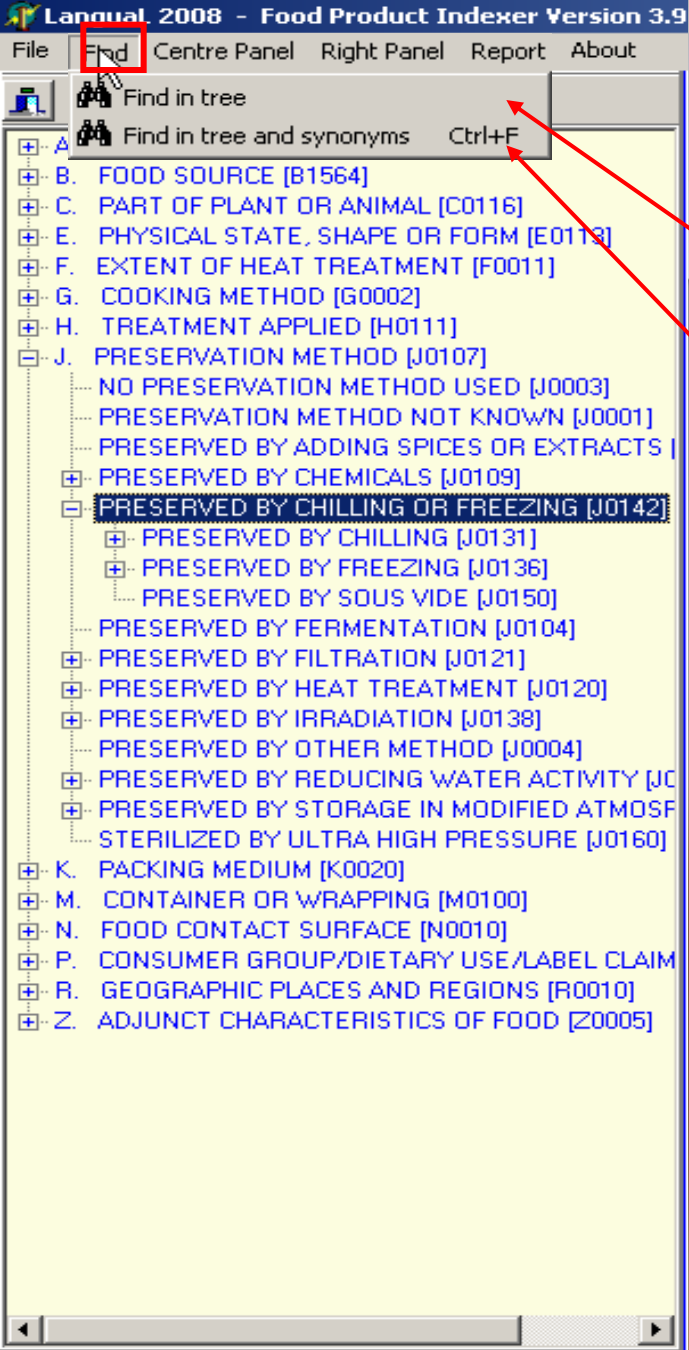 LanguaL 2008 - Food Product Indexer Version 3.9
File Find Centre Panel Right Panel Report About
Find in tree
Find in tree and synonyms Ctrl+F
A
B. FOOD SOURCE [B1564]
C. PART OF PLANT OR ANIMAL [C0116]
E. PHYSICAL STATE, SHAPE OR FORM [E0113]
F. EXTENT OF HEAT TREATMENT [F0011]
G. COOKING METHOD [G0002]
H. TREATMENT APPLIED [H0111]
J. PRESERVATION METHOD [J0107]
NO PRESERVATION METHOD USED [J0003]
PRESERVATION METHOD NOT KNOWN [J0001]
PRESERVED BY ADDING SPICES OR EXTRACTS [
PRESERVED BY CHEMICALS [J0109]
PRESERVED BY CHILLING OR FREEZING [J0142]
PRESERVED BY CHILLING [J0131]
PRESERVED BY FREEZING [J0136]
PRESERVED BY SOUS VIDE [J0150]
PRESERVED BY FERMENTATION [J0104]
PRESERVED BY FILTRATION [J0121]
PRESERVED BY HEAT TREATMENT [J0120]
PRESERVED BY IRRADIATION [J0138]
PRESERVED BY OTHER METHOD [J0004]
PRESERVED BY REDUCING WATER ACTIVITY [J0
PRESERVED BY STORAGE IN MODIFIED ATMOSP
STERILIZED BY ULTRA HIGH PRESSURE [J0160]
K. PACKING MEDIUM [K0020]
M. CONTAINER OR WRAPPING [M0100]
N. FOOD CONTACT SURFACE [N0010]
P. CONSUMER GROUP/DIETARY USE/LABEL CLAIM
R. GEOGRAPHIC PLACES AND REGIONS [R0010]
Z. ADJUNCT CHARACTERISTICS OF FOOD [Z0005]